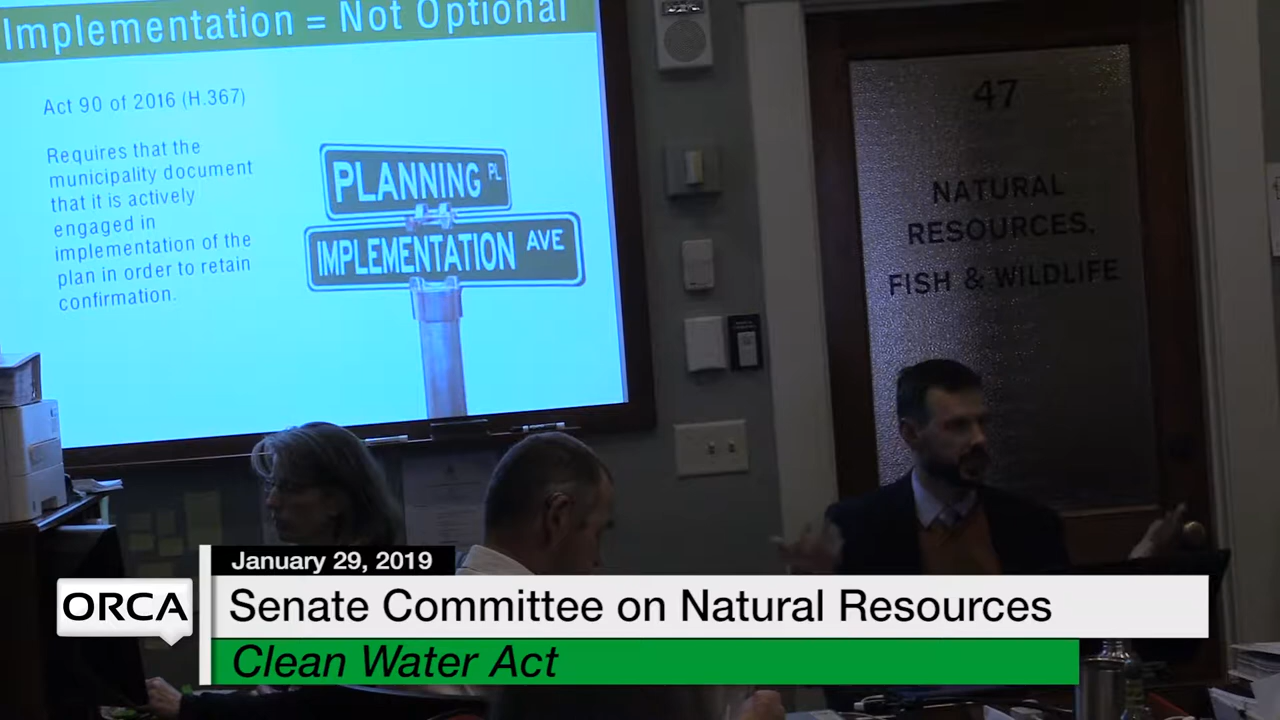 Implementation = Not Optional
Act 90 of 2016 (H.367)
Requires that the
municipality document
that it is actively
engaged in
implementation of the
plan in order to retain
confirmation.
PLANNING PL
IMPLEMENTATION AVE
47
NATURAL
RESOURCES,
FISH & WILDLIFE
January 29, 2019
ORCA
Senate Committee on Natural Resources
Clean Water Act